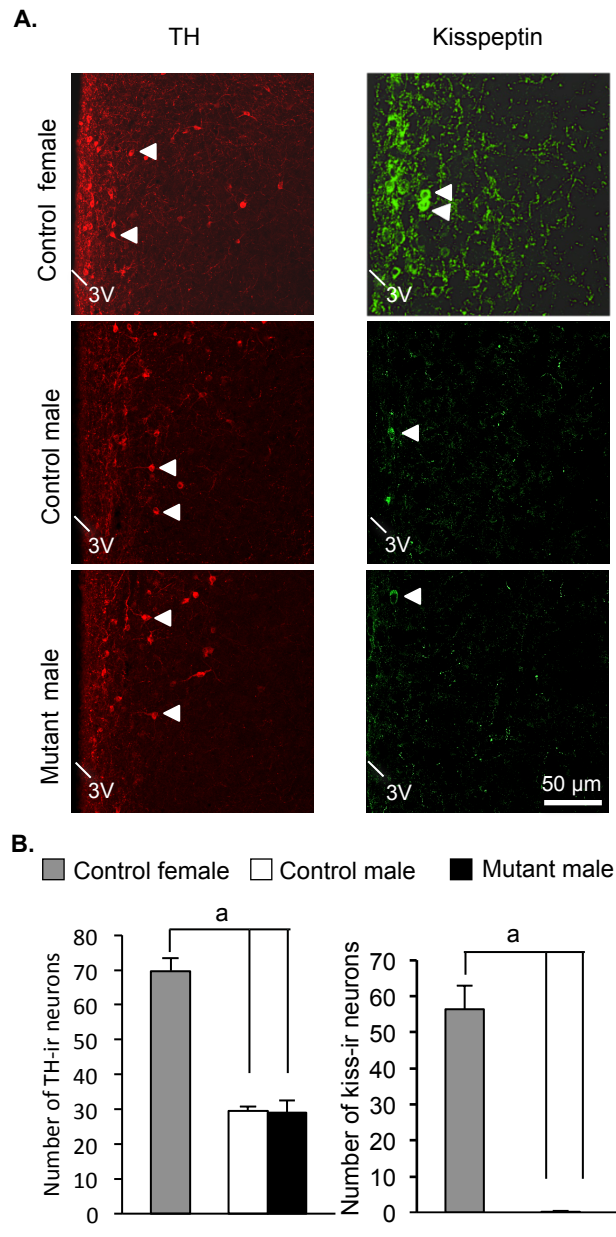 A.
TH Kisspeptin
Control female
3V 3V
Control male
3V 3V
Mutant male
3V 3V
50 µm
B.
Control female Control male Mutant male
a
Number of TH-ir neurons
80
70
60
50
40
30
20
10
0
a
Number of kiss-ir neurons
70
60
50
40
30
20
10
0